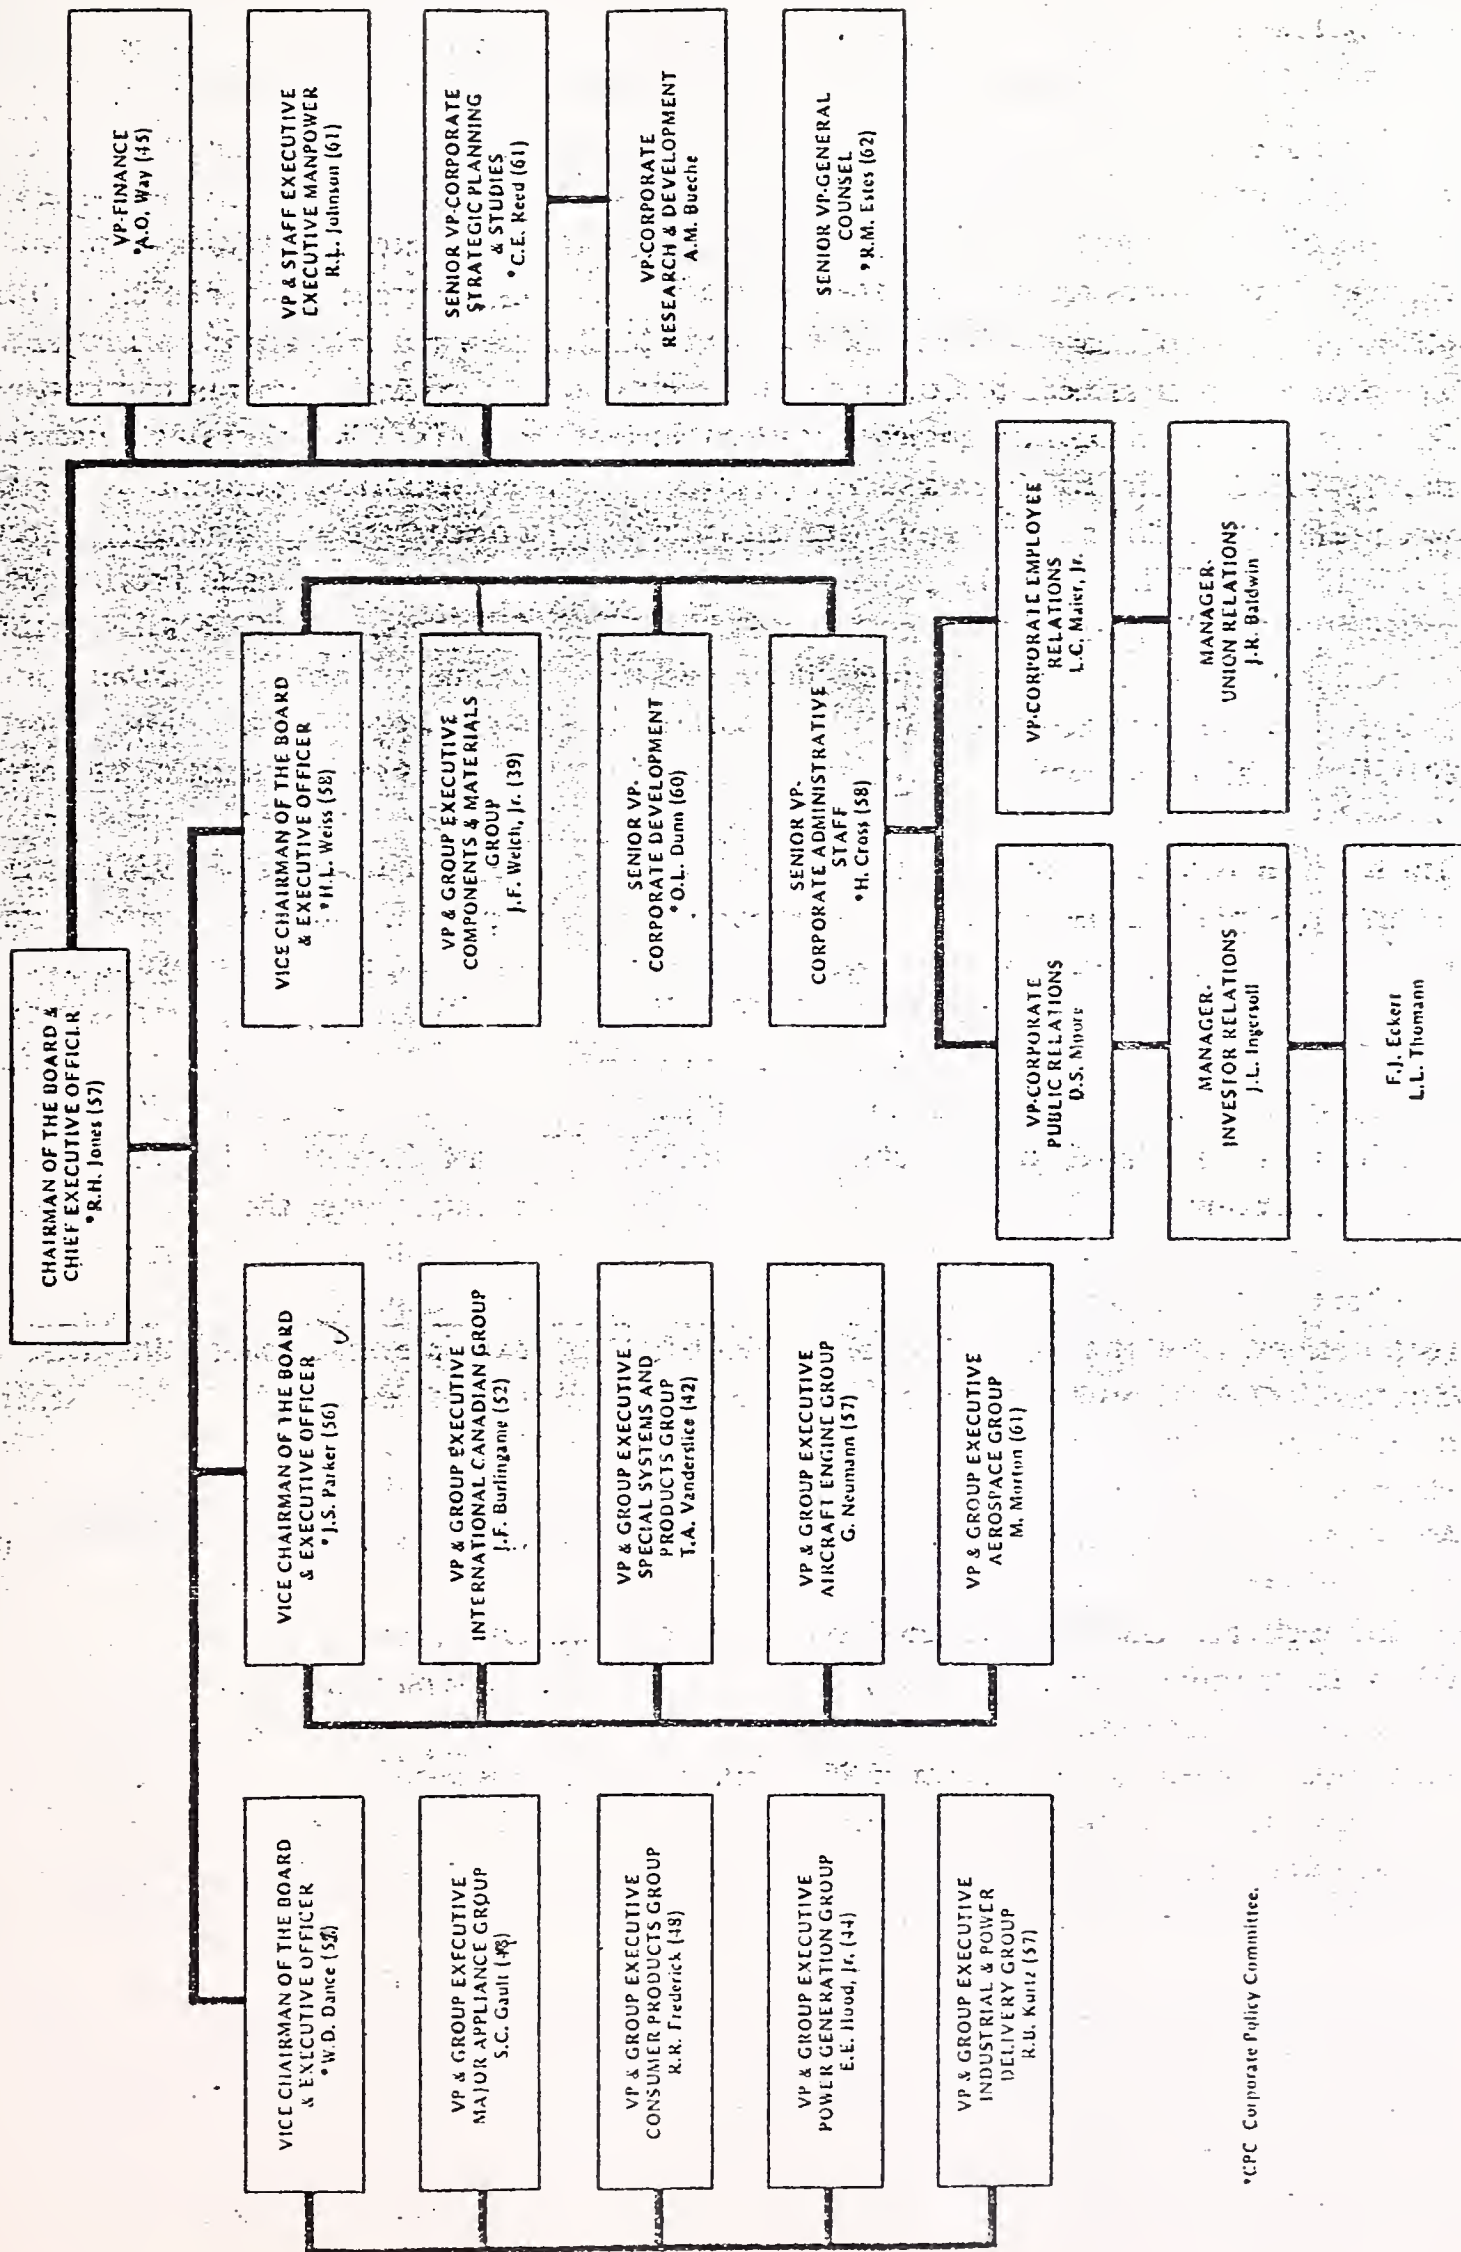 CHAIRMAN OF THE BOARD &
CHIEF EXECUTIVE OFFICER
*R.H. Jones (57)
VICE CHAIRMAN OF THE BOARD
& EXECUTIVE OFFICER
*W.D. Dance
VP & GROUP EXECUTIVE
MAJOR APPLIANCE GROUP
S.C. Gault (48)
VP & GROUP EXECUTIVE
CONSUMER PRODUCTS GROUP
R.R. Frederick (48)
VP & GROUP EXECUTIVE
POWER GENERATION GROUP
E.E. Hood, Jr. (44)
VP & GROUP EXECUTIVE
INDUSTRIAL & POWER
DELIVERY GROUP
R.U. Kurtz (57)
VICE CHAIRMAN OF THE BOARD
& EXECUTIVE OFFICER
*J.S. Parker (56)
VP & GROUP EXECUTIVE
INTERNATIONAL CANADIAN GROUP
J.F. Burlingame (52)
VP & GROUP EXECUTIVE
SPECIAL SYSTEMS AND
PRODUCTS GROUP
T.A. Vanderslice (42)
VP & GROUP EXECUTIVE
AIRCRAFT ENGINE GROUP
G. Neumann (57)
VP & GROUP EXECUTIVE
AEROSPACE GROUP
M. Morton (61)
VICE CHAIRMAN OF THE BOARD
& EXECUTIVE OFFICER
*H.L. Weiss (58)
VP & GROUP EXECUTIVE
COMPONENTS & MATERIALS
GROUP
J.F. Welch, Jr. (39)
SENIOR VP-
CORPORATE DEVELOPMENT
*O.L. Dunn (60)
SENIOR VP-
CORPORATE ADMINISTRATIVE
STAFF
*H. Cross (58)
VP-CORPORATE
PUBLIC RELATIONS
D.S. Moore
MANAGER-
INVESTOR RELATIONS
J.L. Ingersoll
F.J. Eckert
L.L. Thomann
VP-CORPORATE EMPLOYEE
RELATIONS
L.C. Maier, Jr.
MANAGER-
UNION RELATIONS
J.R. Baldwin
VP-FINANCE
*A.O. Way (45)
VP & STAFF EXECUTIVE
EXECUTIVE MANPOWER
R.L. Johnson (61)
SENIOR VP-CORPORATE
STRATEGIC PLANNING
& STUDIES
*C.E. Reed (61)
VP-CORPORATE
RESEARCH & DEVELOPMENT
A.M. Bueche
SENIOR VP-GENERAL
COUNSEL
*R.M. Estes (62)
*CPC Corporate Policy Committee.